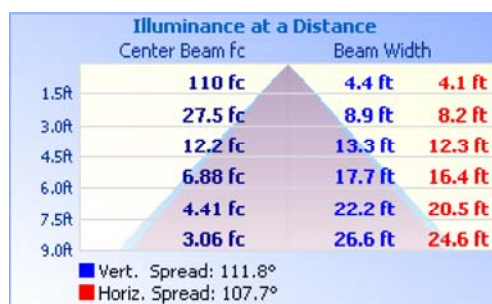 Illuminance at a Distance
Center Beam fc Beam Width
1.5ft 110 fc 4.4 ft 4.1 ft
3.0ft 27.5 fc 8.9 ft 8.2 ft
4.5ft 12.2 fc 13.3 ft 12.3 ft
6.0ft 6.88 fc 17.7 ft 16.4 ft
7.5ft 4.41 fc 22.2 ft 20.5 ft
9.0ft 3.06 fc 26.6 ft 24.6 ft
Vert. Spread: 111.8°
Horiz. Spread: 107.7°